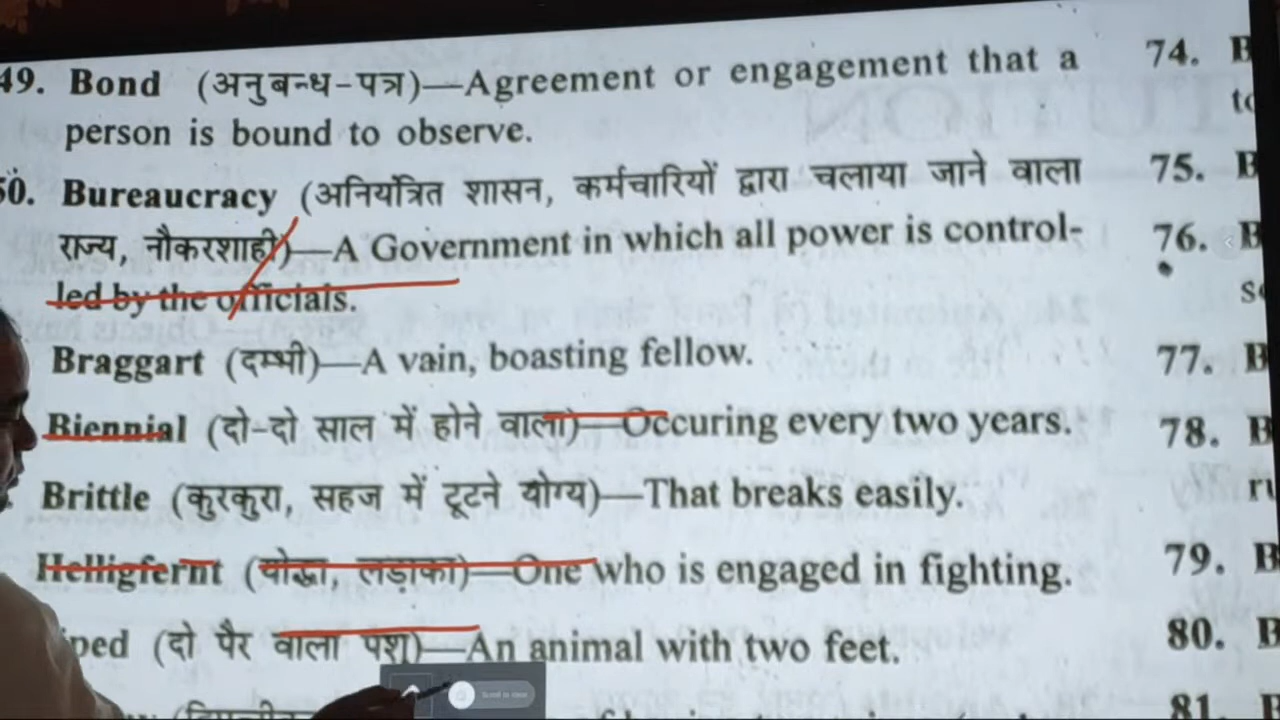 49. Bond (अनुबन्ध-पत्र)—Agreement or engagement that a
person is bound to observe.
50. Bureaucracy (अनियंत्रित शासन, कर्मचारियों द्वारा चलाया जाने वाला
राज्य, नौकरशाही)—A Government in which all power is control-
led by the officials.
Braggart (दम्भी)—A vain, boasting fellow.
Biennial (दो-दो साल में होने वाला)—Occuring every two years.
Brittle (कुरकुरा, सहज में टूटने योग्य)—That breaks easily.
Helligfernt (योद्धा, लड़ाका)—One who is engaged in fighting.
ped (दो पैर वाला पशु)—An animal with two feet.
74. B
to
75. B
76. B
77. B
78. B
79. B
80. B
81.